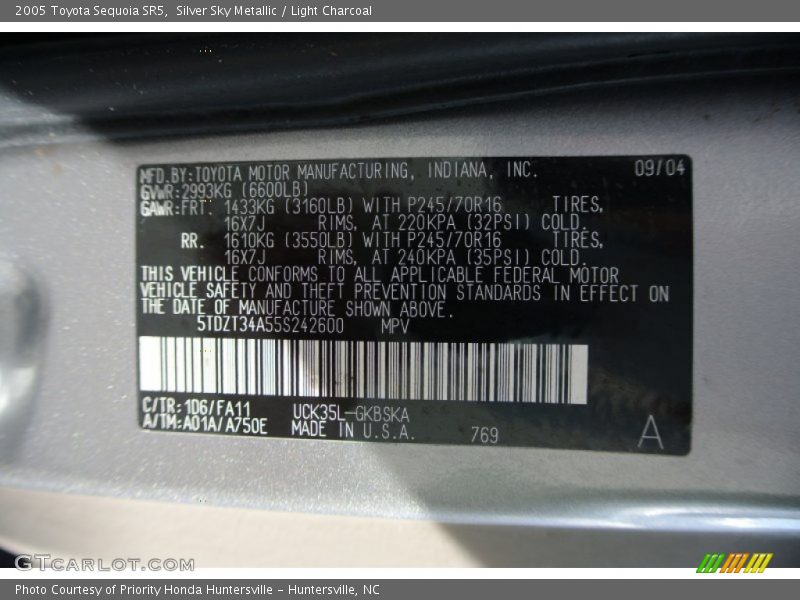 2005 Toyota Sequoia SR5, Silver Sky Metallic / Light Charcoal
MFD.BY:TOYOTA MOTOR MANUFACTURING, INDIANA, INC. 09/04
GVWR:2993KG (6600LB)
GAWR:FRT. 1433KG (3160LB) WITH P245/70R16 TIRES,
16X7J RIMS, AT 220KPA (32PSI) COLD.
RR. 1610KG (3550LB) WITH P245/70R16 TIRES,
16X7J RIMS, AT 240KPA (35PSI) COLD.
THIS VEHICLE CONFORMS TO ALL APPLICABLE FEDERAL MOTOR
VEHICLE SAFETY AND THEFT PREVENTION STANDARDS IN EFFECT ON
THE DATE OF MANUFACTURE SHOWN ABOVE.
5TDZT34A55S242600 MPV
C/TR:1D6/FA11 UCK35L-GKBSKA
A/TM:A01A/A750E MADE IN U.S.A. 769 A
GTCARLOT.COM
Photo Courtesy of Priority Honda Huntersville - Huntersville, NC